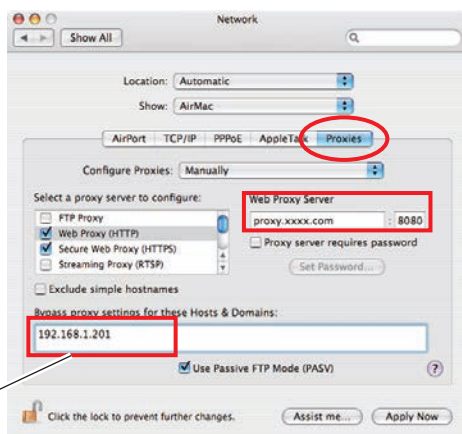 Network
Show All
Location: Automatic
Show: AirMac
AirPort TCP/IP PPPoE AppleTalk Proxies
Configure Proxies: Manually
Select a proxy server to configure:
FTP Proxy
Web Proxy (HTTP)
Secure Web Proxy (HTTPS)
Streaming Proxy (RTSP)
Web Proxy Server
proxy.xxxx.com : 8080
Proxy server requires password
Set Password...
Exclude simple hostnames
Bypass proxy settings for these Hosts & Domains:
192.168.1.201
Use Passive FTP Mode (PASV)
?
Click the lock to prevent further changes.
Assist me... Apply Now